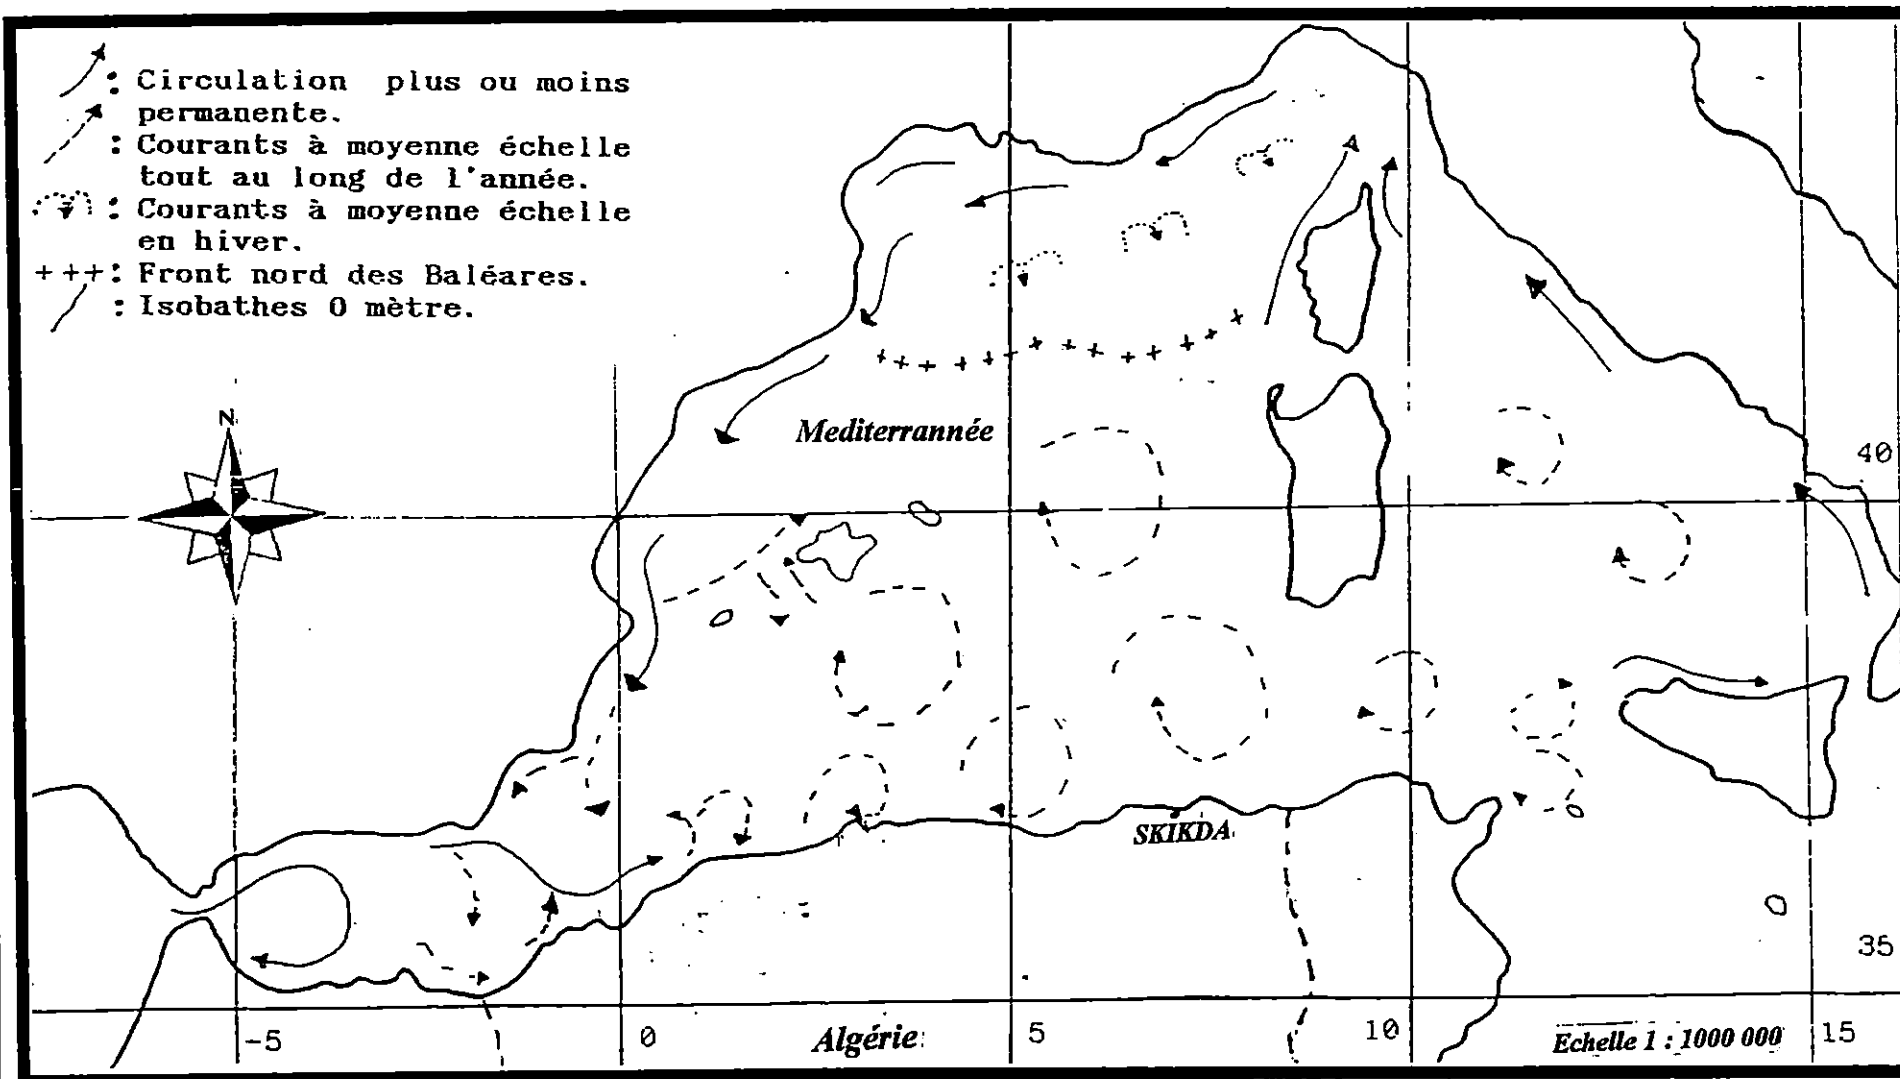 : Circulation plus ou moins
permanente.
: Courants à moyenne échelle
tout au long de l'année.
: Courants à moyenne échelle
en hiver.
+++: Front nord des Baléares.
: Isobathes 0 mètre.
N
Mediterrannée
40
SKIKDA
35
-5
0
Algérie
5
10
Echelle 1 : 1000 000
15